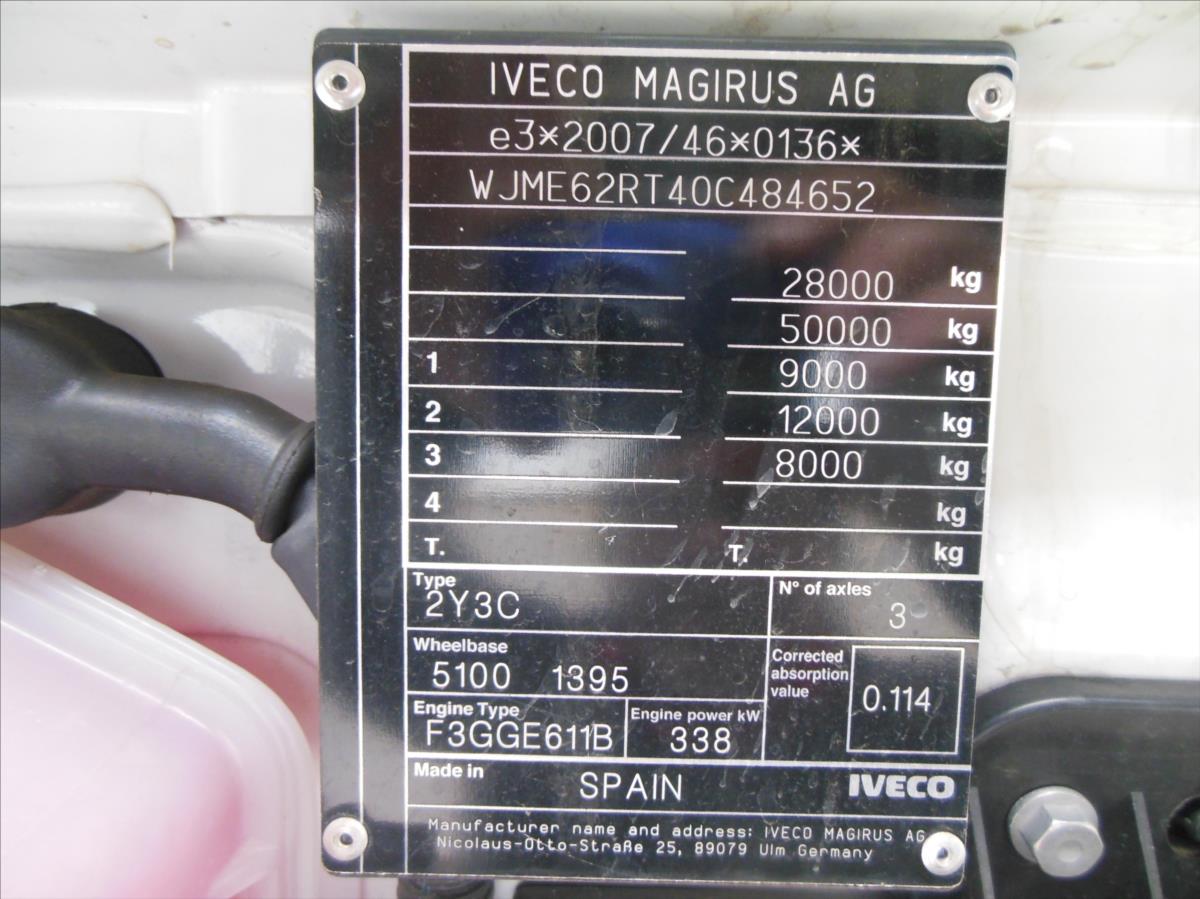 IVECO MAGIRUS AG
e3*2007/46*0136*
WJME62RT40C484652
28000 kg
50000 kg
1 9000 kg
2 12000 kg
3 8000 kg
4 kg
T. T. kg
Type N° of axles
2Y3C 3
Wheelbase Corrected absorption value
5100 1395 0.114
Engine Type Engine power kW
F3GGE611B 338
Made in SPAIN IVECO
Manufacturer name and address: IVECO MAGIRUS AG
Nicolaus-Otto-Straße 25, 89079 Ulm Germany